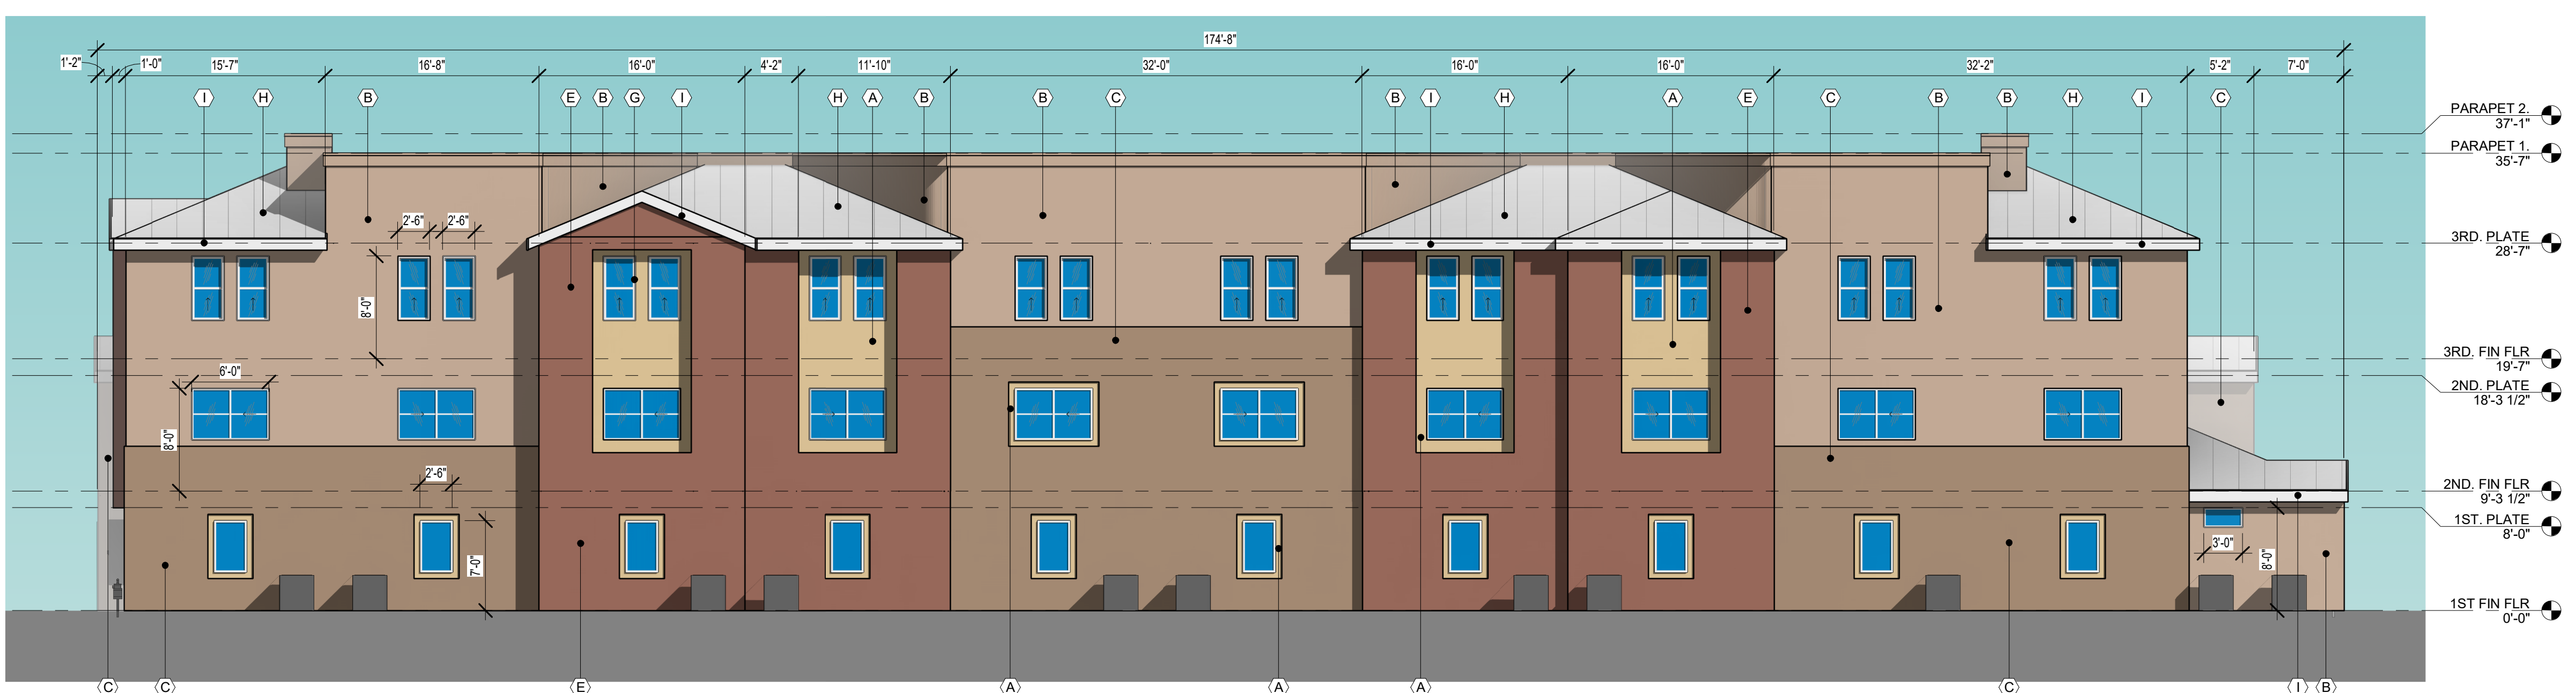 174'-8"
1'-2"
1'-0"
15'-7"
16'-8"
16'-0"
4'-2"
11'-10"
32'-0"
16'-0"
16'-0"
32'-2"
5'-2"
7'-0"
I
H
B
E
B
G
I
H
A
B
B
C
B
I
H
A
E
C
B
B
H
I
C
PARAPET 2.
37'-1"
PARAPET 1.
35'-7"
2'-6"
2'-6"
3RD. PLATE
28'-7"
8'-0"
3RD. FIN FLR
19'-7"
6'-0"
2ND. PLATE
18'-3 1/2"
8'-0"
2'-6"
2ND. FIN FLR
9'-3 1/2"
1ST. PLATE
8'-0"
7'-0"
3'-0"
8'-0"
1ST FIN FLR
0'-0"
C
C
E
A
A
A
C
I
B